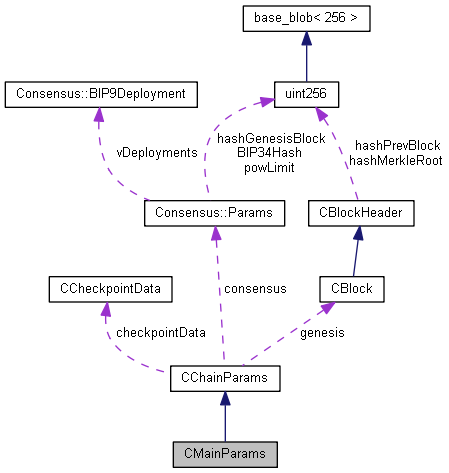 base_blob< 256 >
Consensus::BIP9Deployment
uint256
vDeployments
hashGenesisBlock
BIP34Hash
powLimit
hashPrevBlock
hashMerkleRoot
Consensus::Params
CBlockHeader
CCheckpointData
consensus
CBlock
checkpointData
genesis
CChainParams
CMainParams